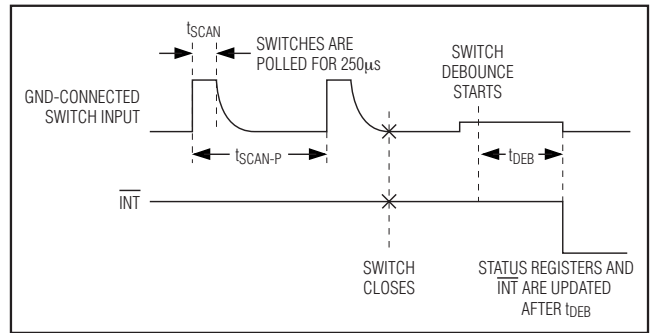 tSCAN
SWITCHES ARE
POLLED FOR 250μs
SWITCH
DEBOUNCE
STARTS
GND-CONNECTED
SWITCH INPUT
tSCAN-P
tDEB
INT
SWITCH
CLOSES
STATUS REGISTERS AND
INT ARE UPDATED
AFTER tDEB